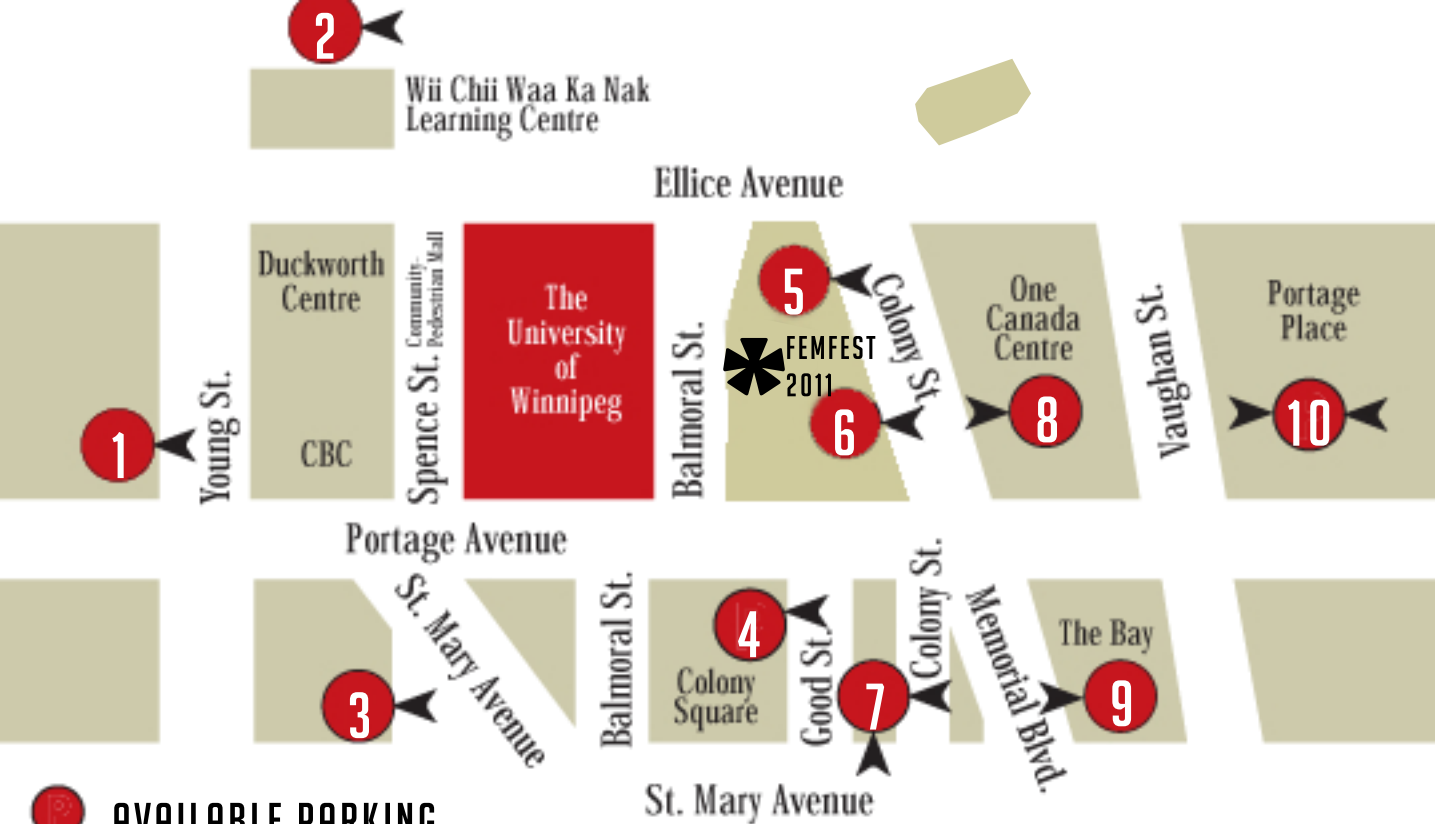 2
Wii Chii Waa Ka Nak
Learning Centre
Ellice Avenue
Duckworth
Centre
CBC
Community-
Pedestrian Mall
Spence St.
Young St.
1
The
University
of
Winnipeg
Balmoral St.
5
FEMFEST
2011
6
Colony St.
One
Canada
Centre
8
Vaughan St.
Portage
Place
10
Portage Avenue
St. Mary Avenue
3
Balmoral St.
4
Colony
Square
Good St.
7
Colony St.
Memorial Blvd.
The Bay
9
St. Mary Avenue
P
AVAILABLE PARKING